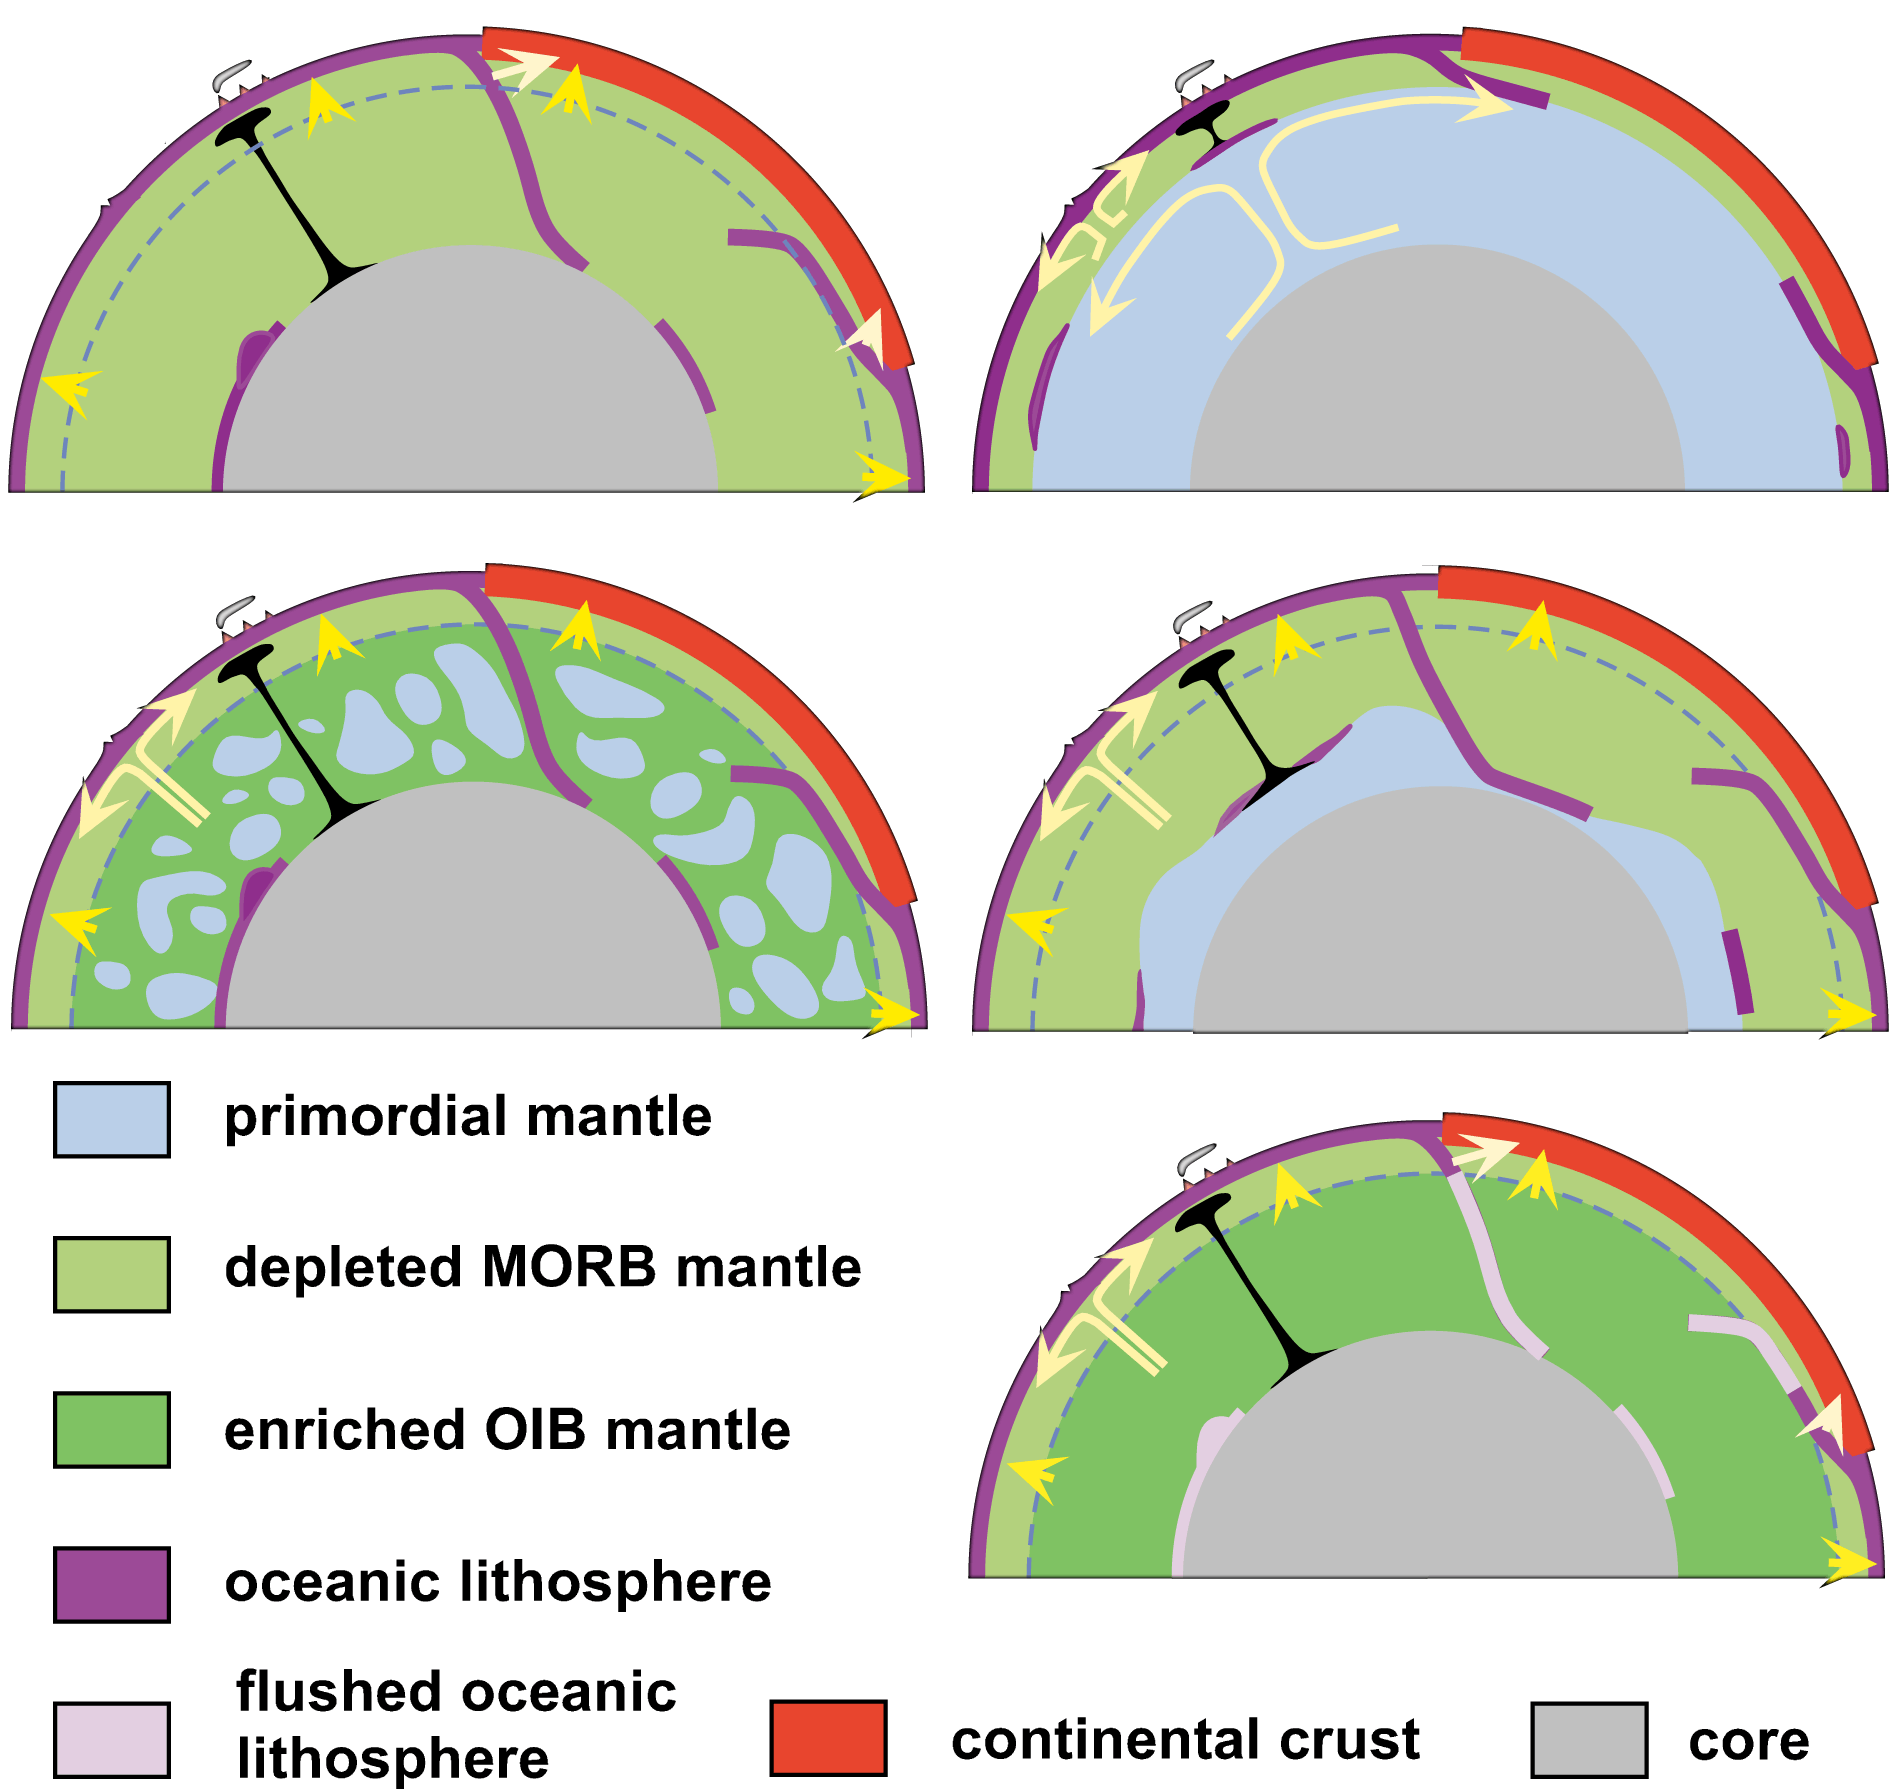 primordial mantle
depleted MORB mantle
enriched OIB mantle
oceanic lithosphere
flushed oceanic
lithosphere
continental crust
core